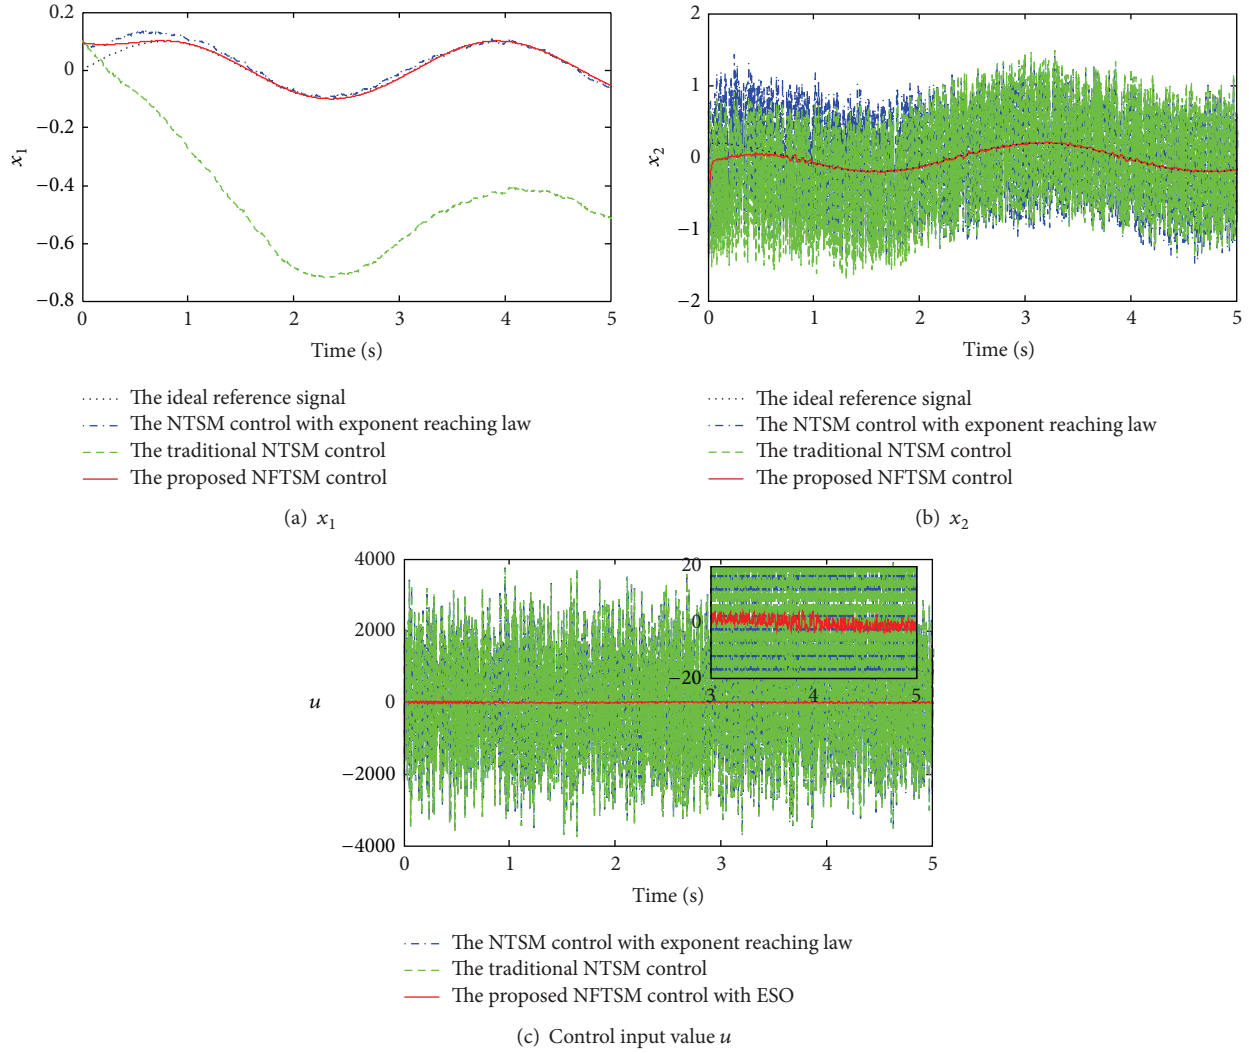 0.2
0
−0.2
−0.4
−0.6
−0.8
x1
0 1 2 3 4 5
Time (s)
The ideal reference signal
The NTSM control with exponent reaching law
The traditional NTSM control
The proposed NFTSM control
(a) x1
2
1
0
−1
−2
x2
0 1 2 3 4 5
Time (s)
The ideal reference signal
The NTSM control with exponent reaching law
The traditional NTSM control
The proposed NFTSM control
(b) x2
4000
2000
0
−2000
−4000
u
20
0
−20
3 4 5
0 1 2 3 4 5
Time (s)
The NTSM control with exponent reaching law
The traditional NTSM control
The proposed NFTSM control with ESO
(c) Control input value u